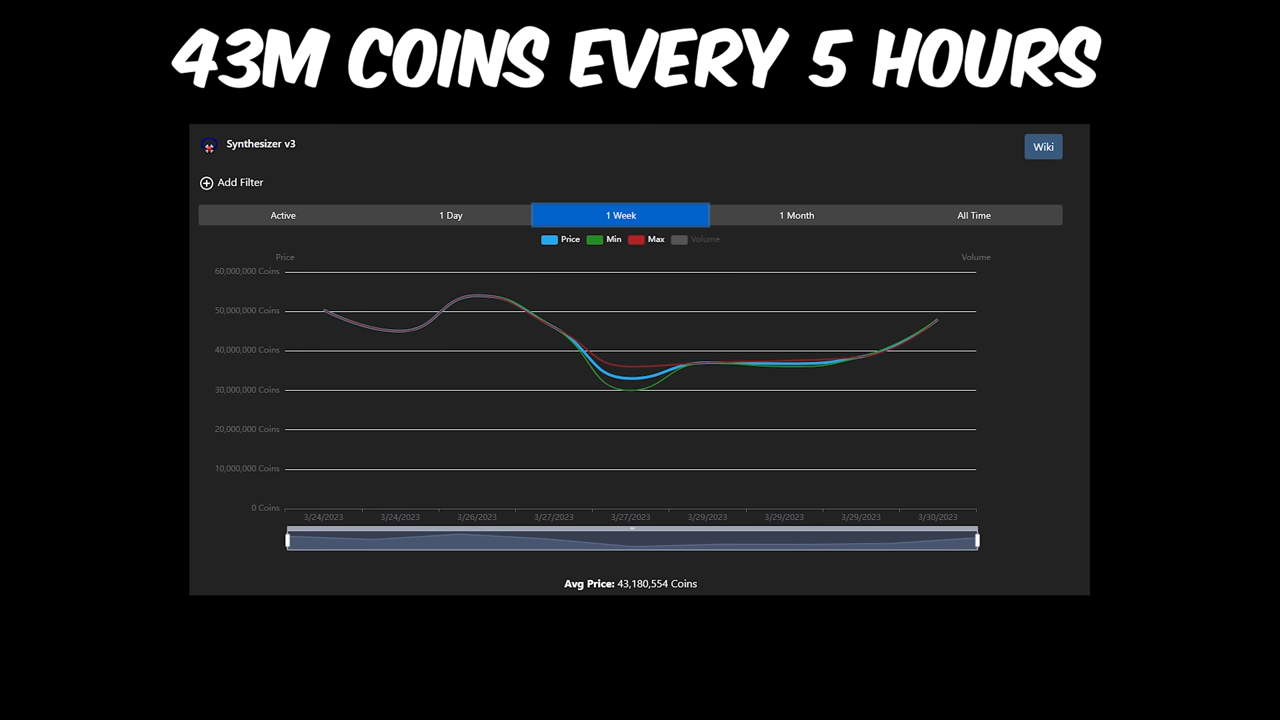 43M COINS EVERY 5 HOURS
Synthesizer v3
Wiki
Add Filter
Active 1 Day 1 Week 1 Month All Time
Price Min Max Volume
Price Volume
60,000,000 Coins
50,000,000 Coins
40,000,000 Coins
30,000,000 Coins
20,000,000 Coins
10,000,000 Coins
0 Coins
3/24/2023 3/24/2023 3/26/2023 3/27/2023 3/27/2023 3/29/2023 3/29/2023 3/29/2023 3/30/2023
Avg Price: 43,180,554 Coins